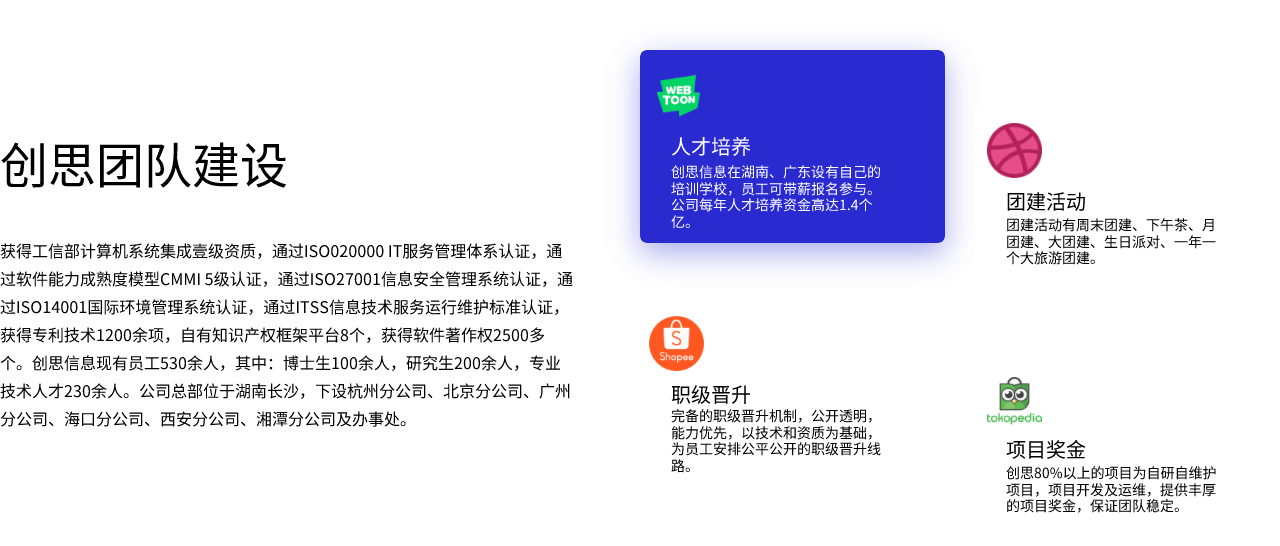 创思团队建设
获得工信部计算机系统集成壹级资质，通过ISO020000 IT服务管理体系认证，通
过软件能力成熟度模型CMMI 5级认证，通过ISO27001信息安全管理系统认证，通
过ISO14001国际环境管理系统认证，通过ITSS信息技术服务运行维护标准认证，
获得专利技术1200余项，自有知识产权框架平台8个，获得软件著作权2500多
个。创思信息现有员工530余人，其中：博士生100余人，研究生200余人，专业
技术人才230余人。公司总部位于湖南长沙，下设杭州分公司、北京分公司、广州
分公司、海口分公司、西安分公司、湘潭分公司及办事处。
WEB
TOON
人才培养
创思信息在湖南、广东设有自己的
培训学校，员工可带薪报名参与。
公司每年人才培养资金高达1.4个
亿。
团建活动
团建活动有周末团建、下午茶、月
团建、大团建、生日派对、一年一
个大旅游团建。
S
Shopee
职级晋升
完备的职级晋升机制，公开透明，
能力优先，以技术和资质为基础，
为员工安排公平公开的职级晋升线
路。
tokopedia
项目奖金
创思80%以上的项目为自研自维护
项目，项目开发及运维，提供丰厚
的项目奖金，保证团队稳定。